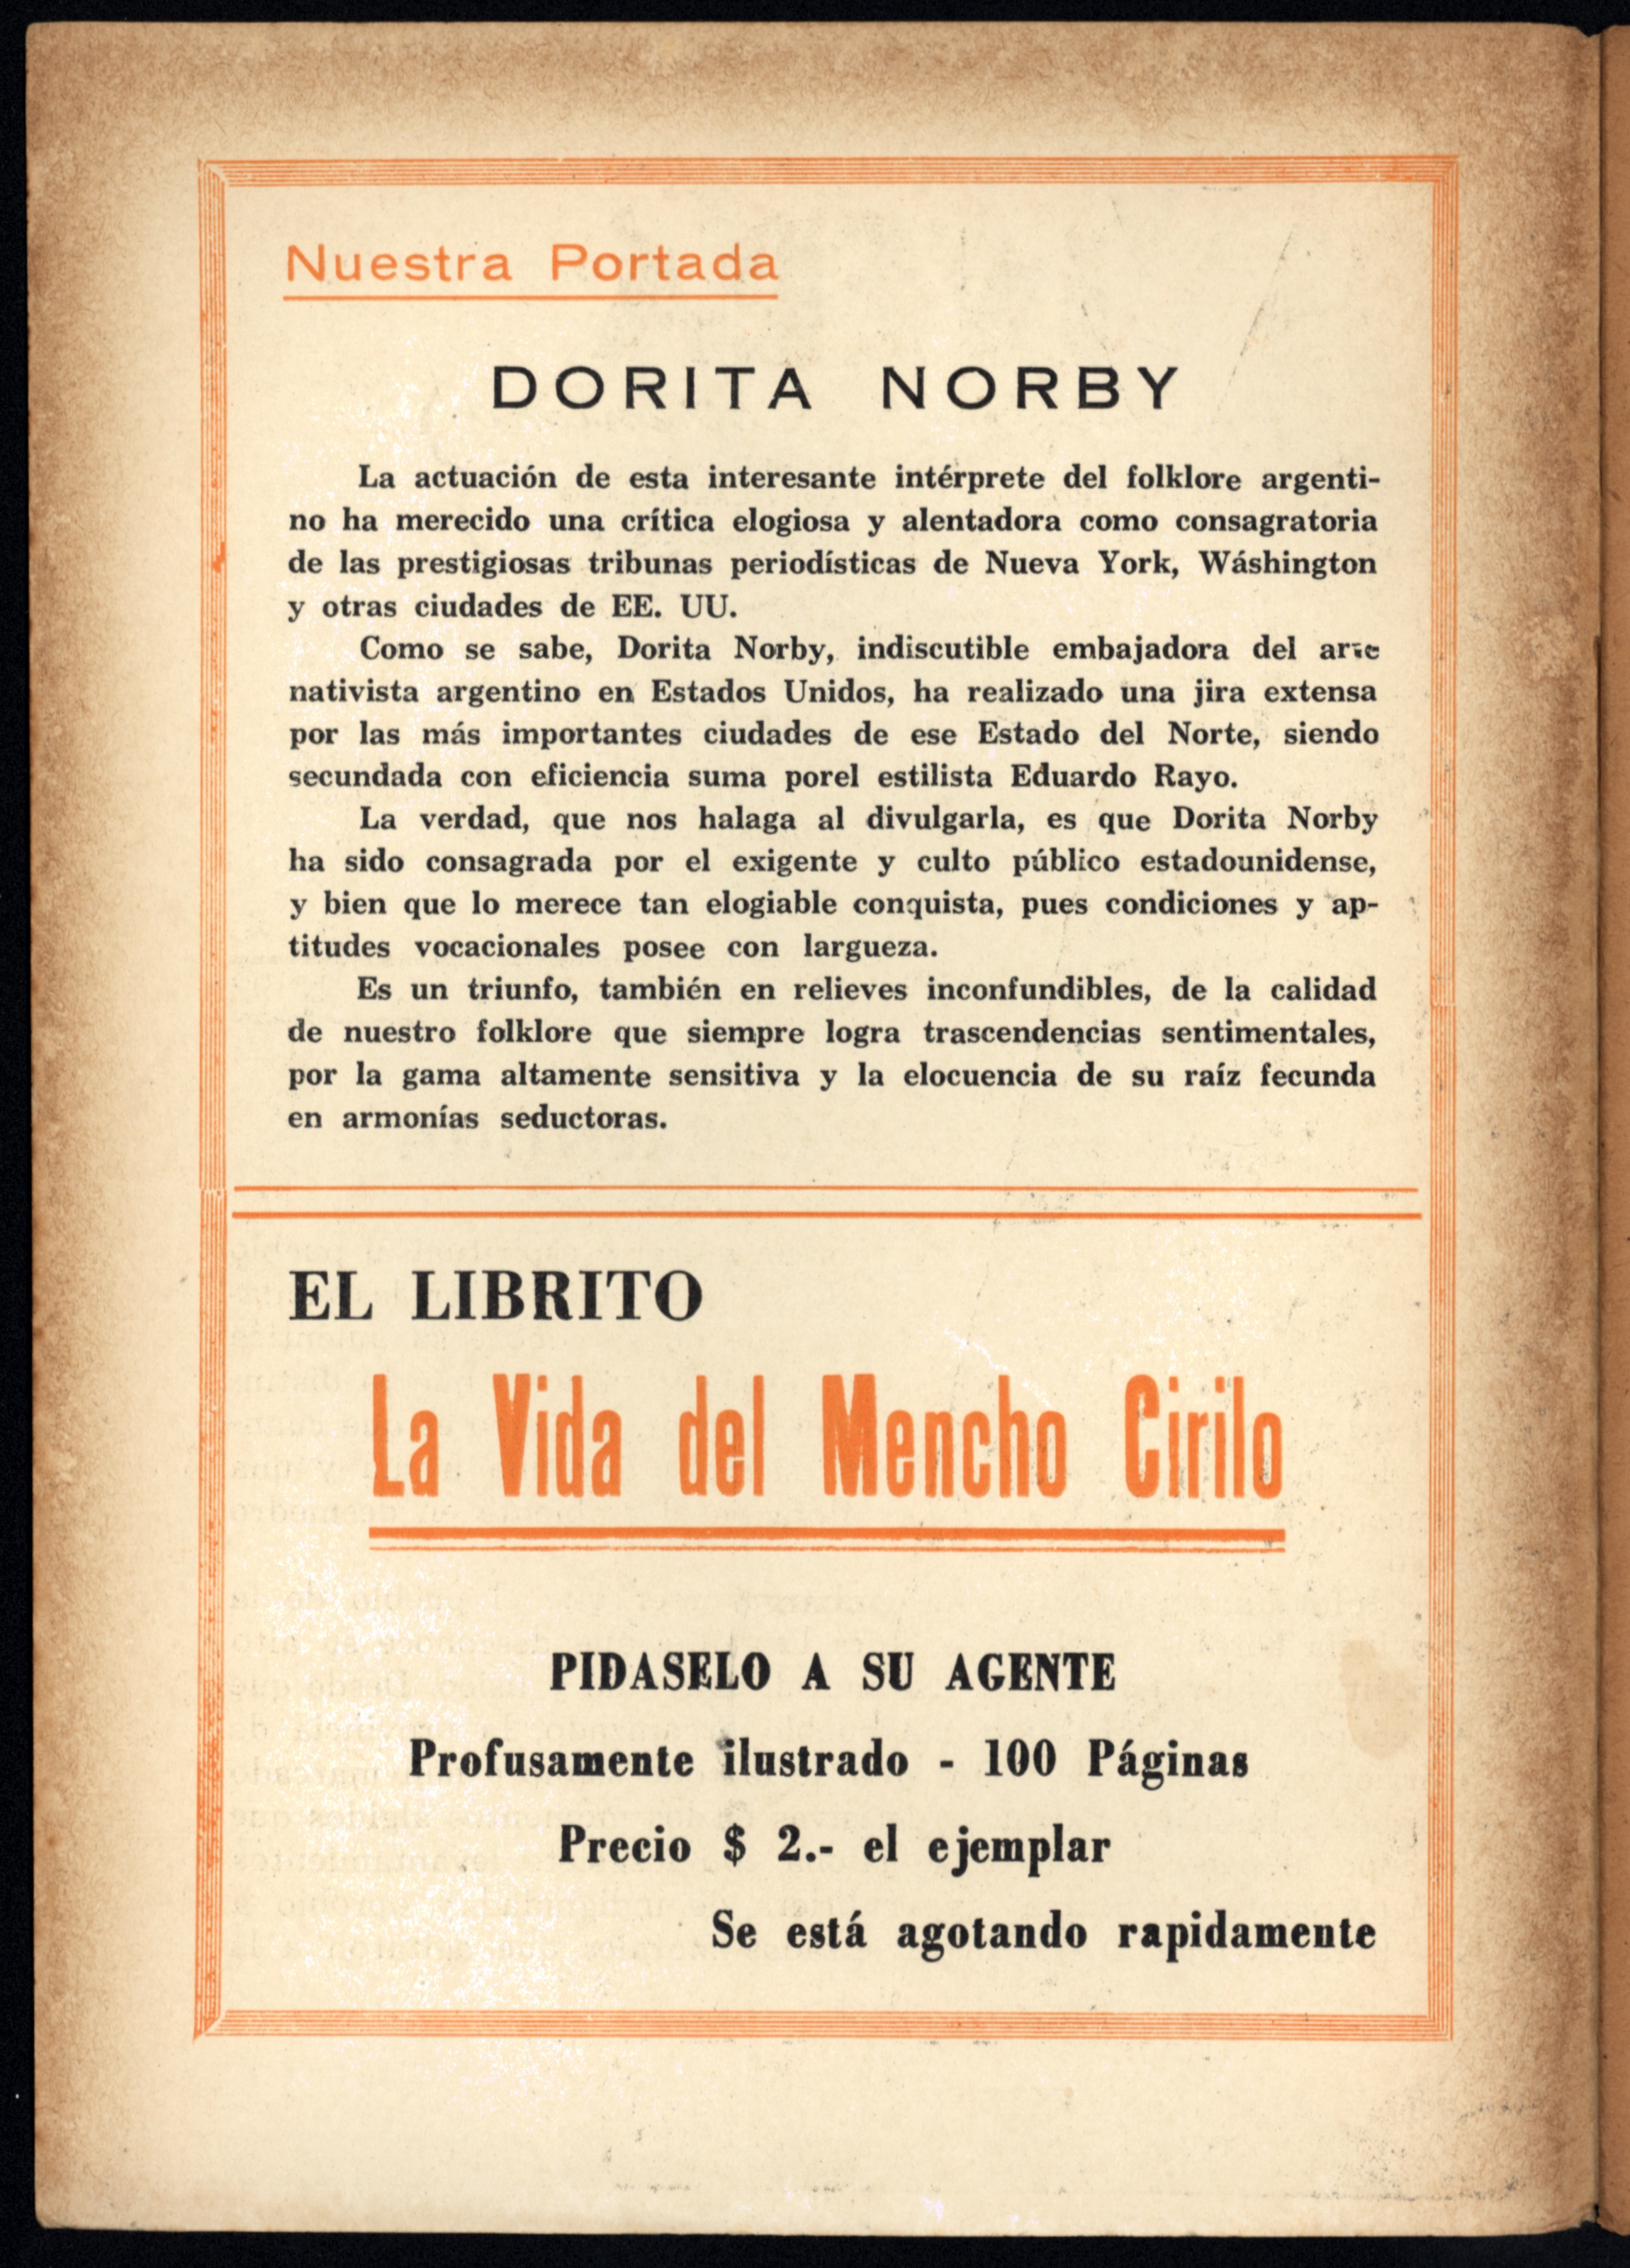 Nuestra Portada
DORITA NORBY
La actuación de esta interesante intérprete del folklore argenti-
no ha merecido una crítica elogiosa y alentadora como consagratoria
de las prestigiosas tribunas periodísticas de Nueva York, Wáshington
y otras ciudades de EE. UU.
Como se sabe, Dorita Norby, indiscutible embajadora del arte
nativista argentino en Estados Unidos, ha realizado una jira extensa
por las más importantes ciudades de ese Estado del Norte, siendo
secundada con eficiencia suma porel estilista Eduardo Rayo.
La verdad, que nos halaga al divulgarla, es que Dorita Norby
ha sido consagrada por el exigente y culto público estadounidense,
y bien que lo merece tan elogiable conquista, pues condiciones y ap-
titudes vocacionales posee con largueza.
Es un triunfo, también en relieves inconfundibles, de la calidad
de nuestro folklore que siempre logra trascendencias sentimentales,
por la gama altamente sensitiva y la elocuencia de su raíz fecunda
en armonías seductoras.
EL LIBRITO
La Vida del Mencho Cirilo
PIDASELO A SU AGENTE
Profusamente ilustrado - 100 Páginas
Precio $ 2.- el ejemplar
Se está agotando rapidamente